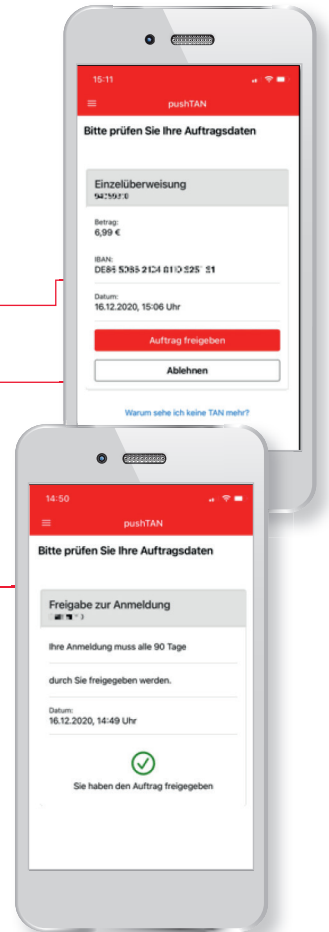 15:11
pushTAN
Bitte prüfen Sie Ihre Auftragsdaten
Einzelüberweisung
Betrag:
6,99 €
IBAN:
Datum:
16.12.2020, 15:06 Uhr
Auftrag freigeben
Ablehnen
Warum sehe ich keine TAN mehr?
14:50
pushTAN
Bitte prüfen Sie Ihre Auftragsdaten
Freigabe zur Anmeldung
Ihre Anmeldung muss alle 90 Tage
durch Sie freigegeben werden.
Datum:
16.12.2020, 14:49 Uhr
Sie haben den Auftrag freigegeben